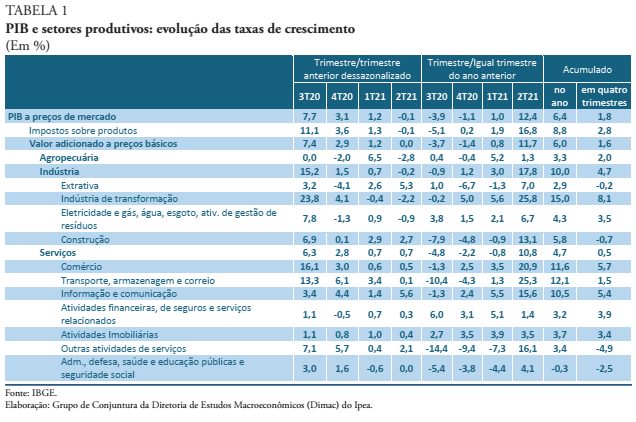 TABELA 1
PIB e setores produtivos: evolução das taxas de crescimento
(Em %)
Trimestre/trimestre anterior dessazonalizado Trimestre/Igual trimestre do ano anterior Acumulado
3T20 4T20 1T21 2T21 3T20 4T20 1T21 2T21 no ano em quatro trimestres
PIB a preços de mercado 7,7 3,1 1,2 -0,1 -3,9 -1,1 1,0 12,4 6,4 1,8
Impostos sobre produtos 11,1 3,6 1,3 -0,1 -5,1 0,2 1,9 16,8 8,8 2,8
Valor adicionado a preços básicos 7,4 2,9 1,2 0,0 -3,7 -1,4 0,8 11,7 6,0 1,6
Agropecuária 0,0 -2,0 6,5 -2,8 0,4 -0,4 5,2 1,3 3,3 2,0
Indústria 15,2 1,5 0,7 -0,2 -0,9 1,2 3,0 17,8 10,0 4,7
Extrativa 3,2 -4,1 2,6 5,3 1,0 -6,7 -1,3 7,0 2,9 -0,2
Indústria de transformação 23,8 4,1 -0,4 -2,2 -0,2 5,0 5,6 25,8 15,0 8,1
Eletricidade e gás, água, esgoto, ativ. de gestão de resíduos 7,8 -1,3 0,9 -0,9 3,8 1,5 2,1 6,7 4,3 3,5
Construção 6,9 0,1 2,9 2,7 -7,9 -4,8 -0,9 13,1 5,8 -0,7
Serviços 6,3 2,8 0,7 0,7 -4,8 -2,2 -0,8 10,8 4,7 0,5
Comércio 16,1 3,0 0,6 0,5 -1,3 2,5 3,5 20,9 11,6 5,7
Transporte, armazenagem e correio 13,3 6,1 3,4 0,1 -10,4 -4,3 1,3 25,3 12,1 1,5
Informação e comunicação 3,4 4,4 1,4 5,6 -1,3 2,4 5,5 15,6 10,5 5,4
Atividades financeiras, de seguros e serviços relacionados 1,1 -0,5 0,7 0,3 6,0 3,1 5,1 1,4 3,2 3,9
Atividades Imobiliárias 1,1 0,8 1,0 0,4 2,7 3,5 3,9 3,5 3,7 3,4
Outras atividades de serviços 7,1 5,7 0,4 2,1 -14,4 -9,4 -7,3 16,1 3,4 -4,9
Adm., defesa, saúde e educação públicas e seguridade social 3,0 1,6 -0,6 0,0 -5,4 -3,8 -4,4 4,1 -0,3 -2,5
Fonte: IBGE.
Elaboração: Grupo de Conjuntura da Diretoria de Estudos Macroeconômicos (Dimac) do Ipea.